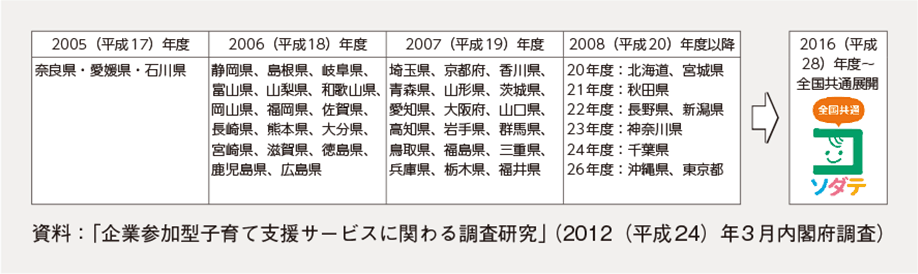 2005（平成17）年度
奈良県・愛媛県・石川県
2006（平成18）年度
静岡県、島根県、岐阜県、
富山県、山梨県、和歌山県、
岡山県、福岡県、佐賀県、
長崎県、熊本県、大分県、
宮崎県、滋賀県、徳島県、
鹿児島県、広島県
2007（平成19）年度
埼玉県、京都府、香川県、
青森県、山形県、茨城県、
愛知県、大阪府、山口県、
高知県、岩手県、群馬県、
鳥取県、福島県、三重県、
兵庫県、栃木県、福井県
2008（平成20）年度以降
20年度：北海道、宮城県
21年度：秋田県
22年度：長野県、新潟県
23年度：神奈川県
24年度：千葉県
26年度：沖縄県、東京都
2016（平成
28）年度～
全国共通展開
全国共通
コ
ソダテ
資料：「企業参加型子育て支援サービスに関わる調査研究」（2012（平成24）年3月内閣府調査）